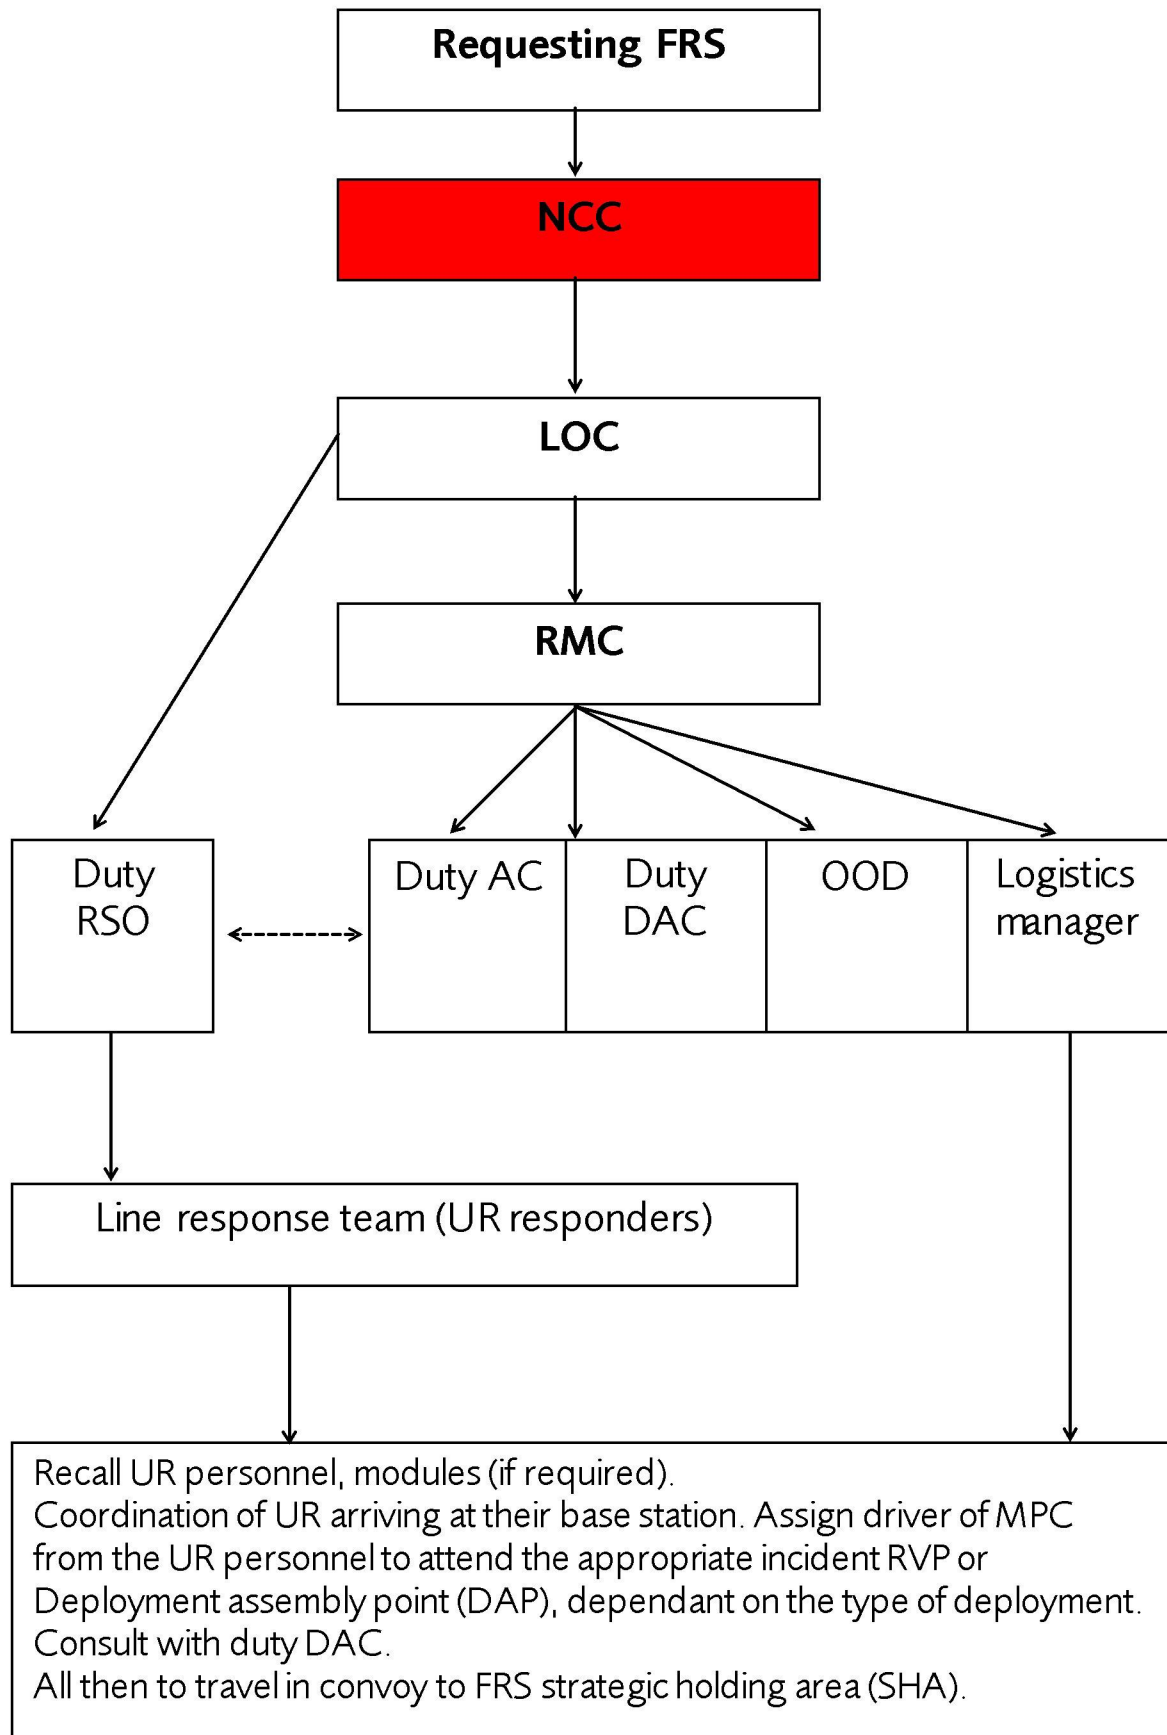 Requesting FRS
NCC
LOC
RMC
Duty
RSO
Duty AC
Duty
DAC
OOD
Logistics
manager
Line response team (UR responders)
Recall UR personnel, modules (if required).
Coordination of UR arriving at their base station. Assign driver of MPC
from the UR personnel to attend the appropriate incident RVP or
Deployment assembly point (DAP), dependant on the type of deployment.
Consult with duty DAC.
All then to travel in convoy to FRS strategic holding area (SHA).